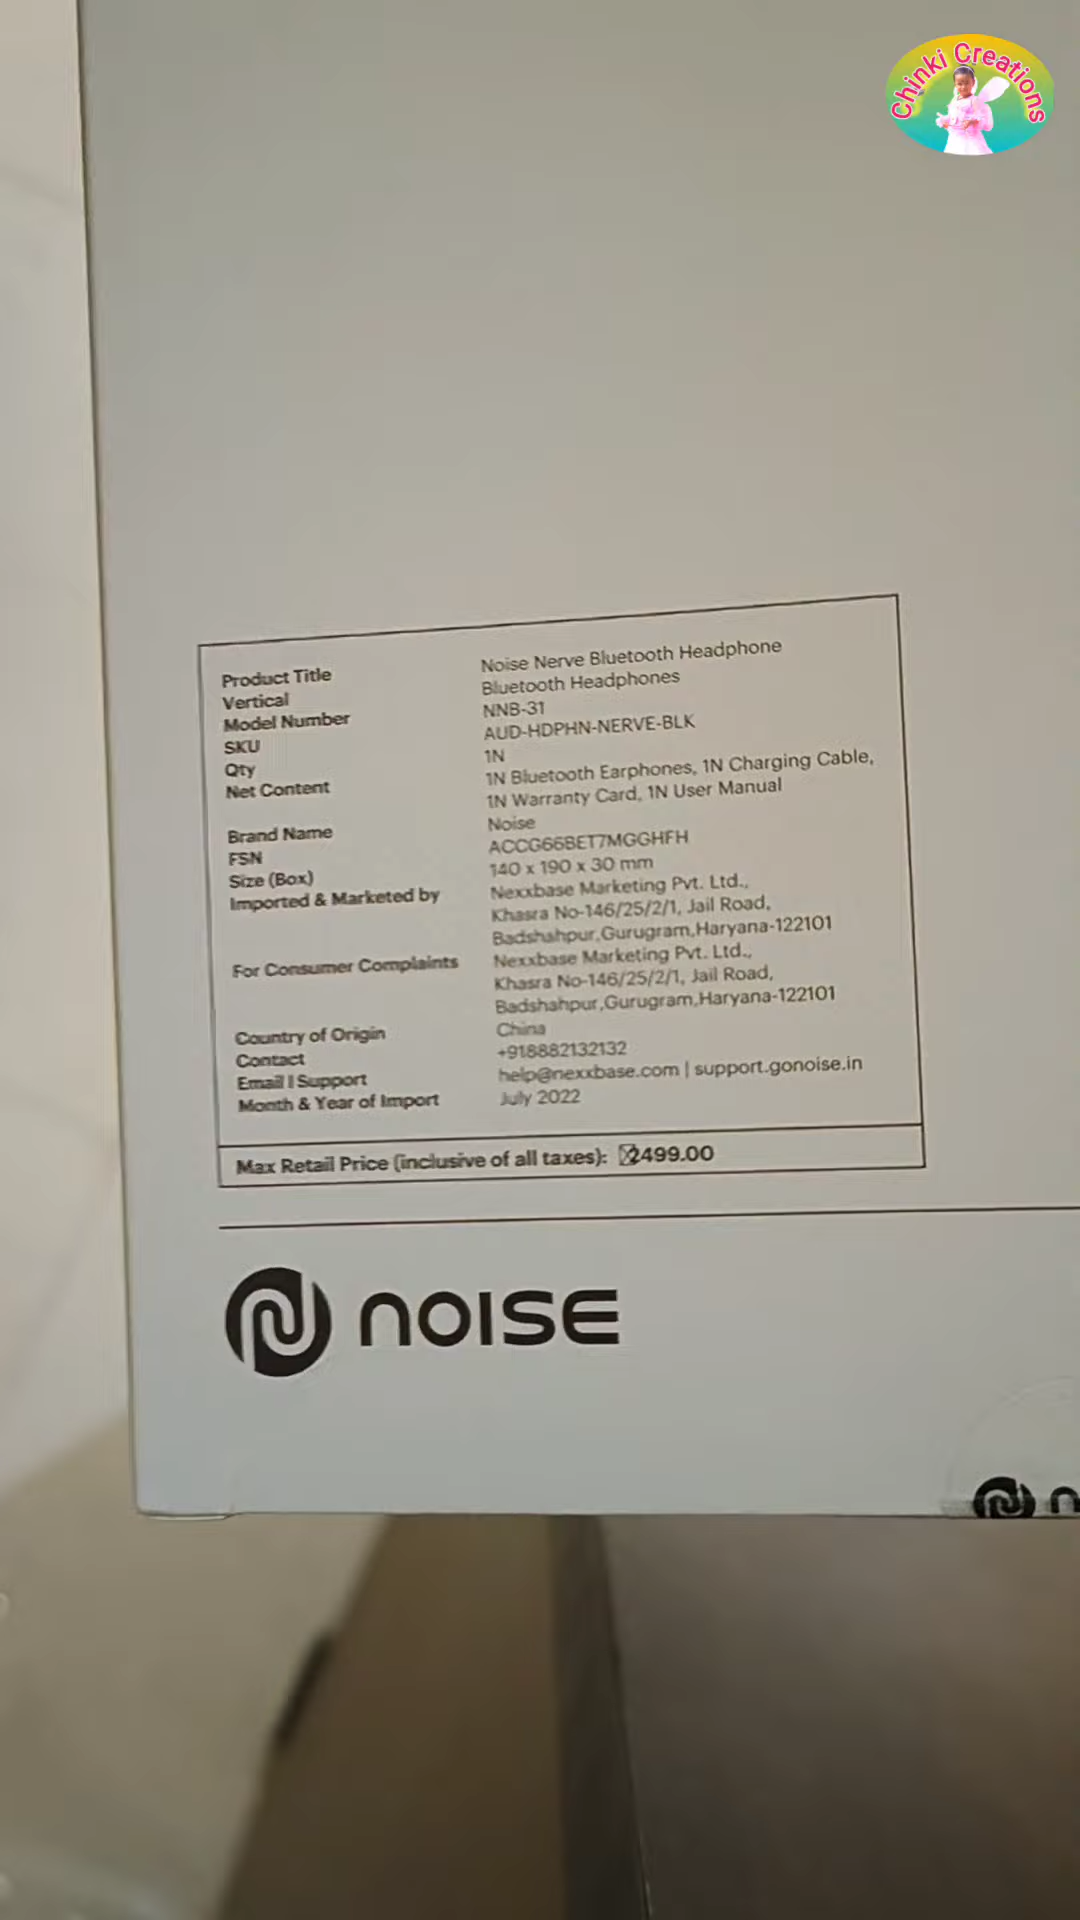 Chinki Creations
Product Title Noise Nerve Bluetooth Headphone
Vertical Bluetooth Headphones
Model Number NNB-31
SKU AUD-HDPHN-NERVE-BLK
Qty 1N
Net Content 1N Bluetooth Earphones, 1N Charging Cable,
1N Warranty Card, 1N User Manual
Brand Name Noise
FSN ACCG66BET7MGGHFH
Size (Box) 140 x 190 x 30 mm
Imported & Marketed by Nexxbase Marketing Pvt. Ltd.,
Khasra No-146/25/2/1, Jail Road,
Badshahpur,Gurugram,Haryana-122101
For Consumer Complaints Nexxbase Marketing Pvt. Ltd.,
Khasra No-146/25/2/1, Jail Road,
Badshahpur,Gurugram,Haryana-122101
Country of Origin China
Contact +918882132132
Email | Support help@nexxbase.com | support.gonoise.in
Month & Year of Import July 2022
Max Retail Price (inclusive of all taxes): 2499.00
NOISE